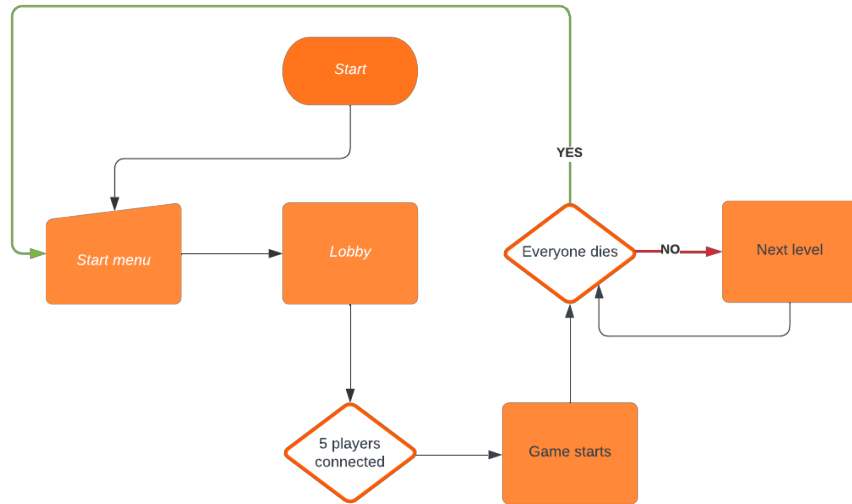 Start
YES
Start menu
Lobby
Everyone dies
NO
Next level
5 players
connected
Game starts